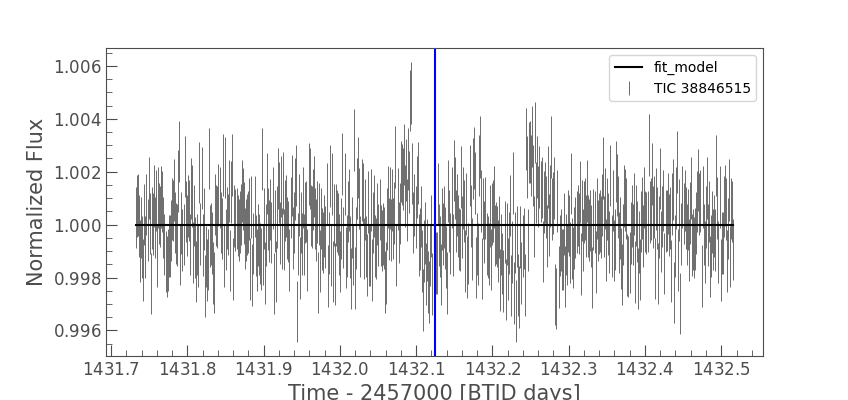 1.006
1.004
1.002
1.000
0.998
0.996
Normalized Flux
fit_model
TIC 38846515
1431.7 1431.8 1431.9 1432.0 1432.1 1432.2 1432.3 1432.4 1432.5
Time - 2457000 [BTJD days]